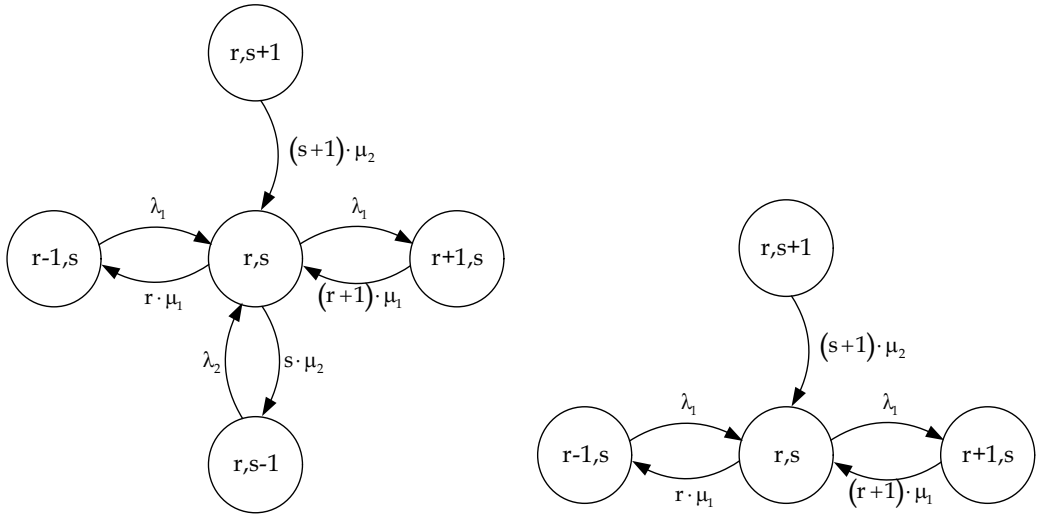 r,s+1
(s+1)·μ₂
λ₁
λ₁
r-1,s
r,s
r+1,s
r·μ₁
(r+1)·μ₁
λ₂
s·μ₂
r,s-1
r,s+1
(s+1)·μ₂
λ₁
λ₁
r-1,s
r,s
r+1,s
r·μ₁
(r+1)·μ₁